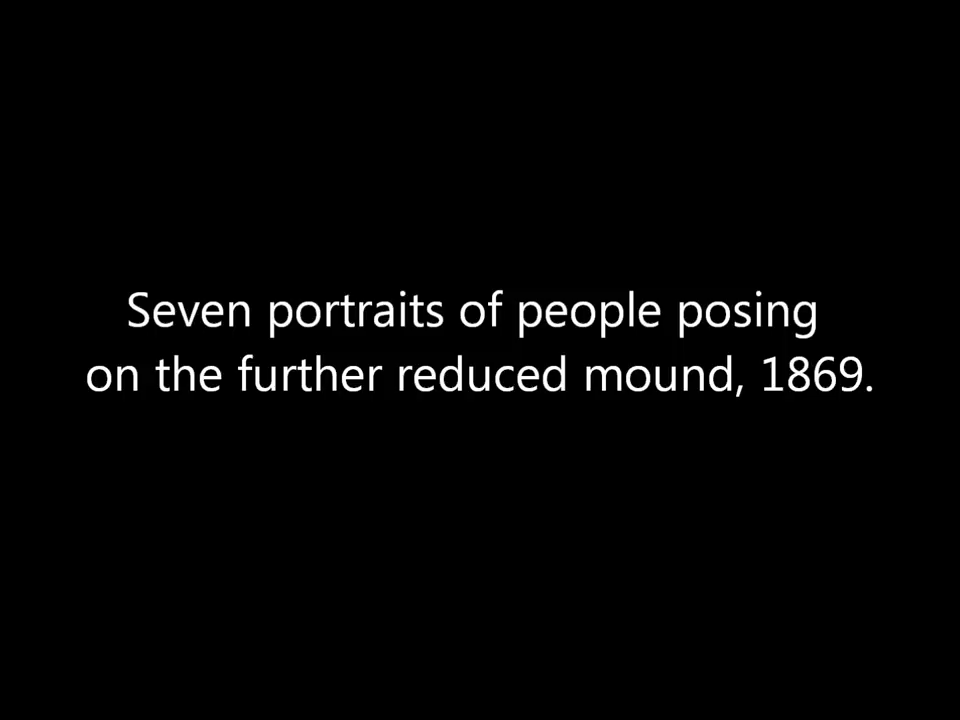 Seven portraits of people posing
on the further reduced mound, 1869.